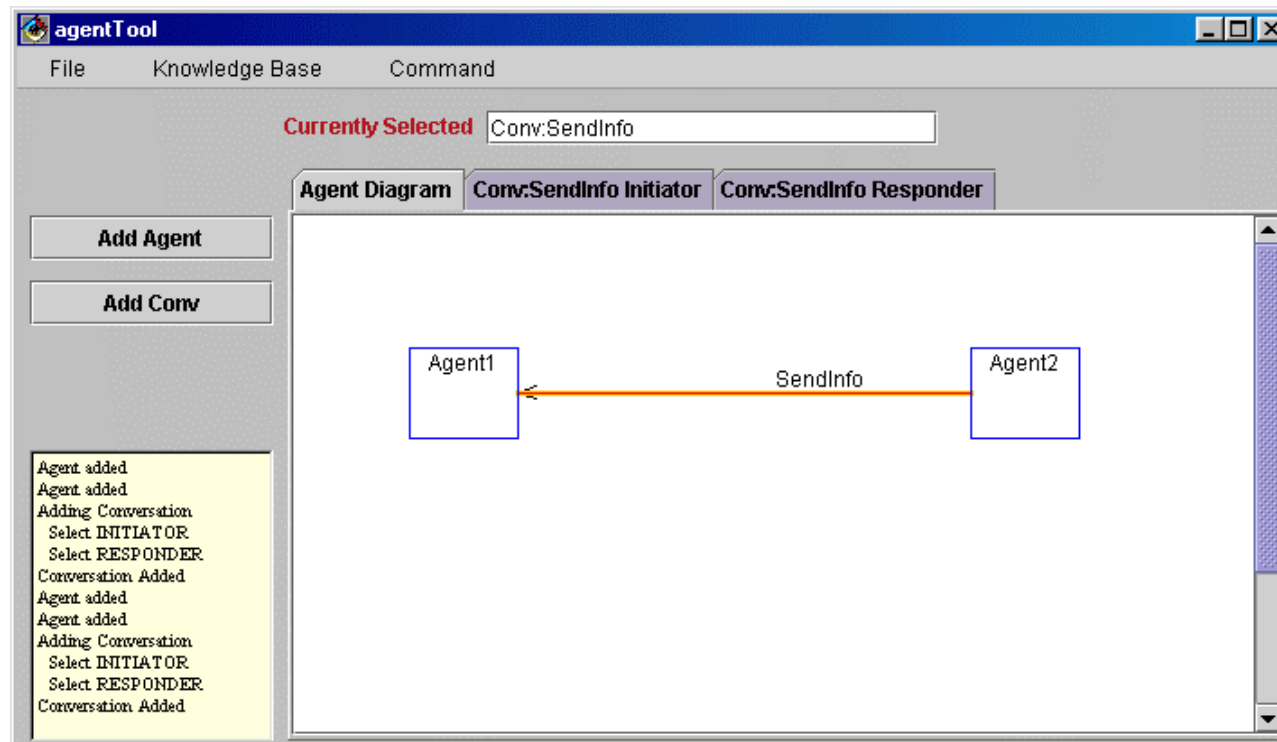 agentTool
File Knowledge Base Command
Currently Selected Conv:SendInfo
Agent Diagram Conv:SendInfo Initiator Conv:SendInfo Responder
Add Agent
Add Conv
Agent1 SendInfo Agent2
Agent added
Agent added
Adding Conversation
Select INITIATOR
Select RESPONDER
Conversation Added
Agent added
Agent added
Adding Conversation
Select INITIATOR
Select RESPONDER
Conversation Added